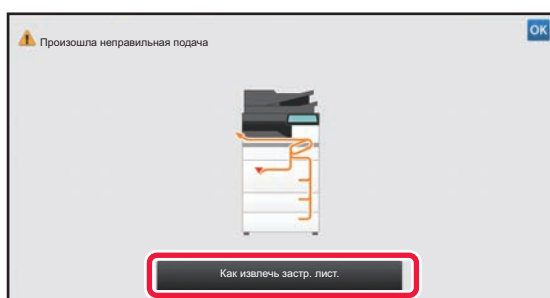 Произошла неправильная подача
OK
Как извлечь застр. лист.